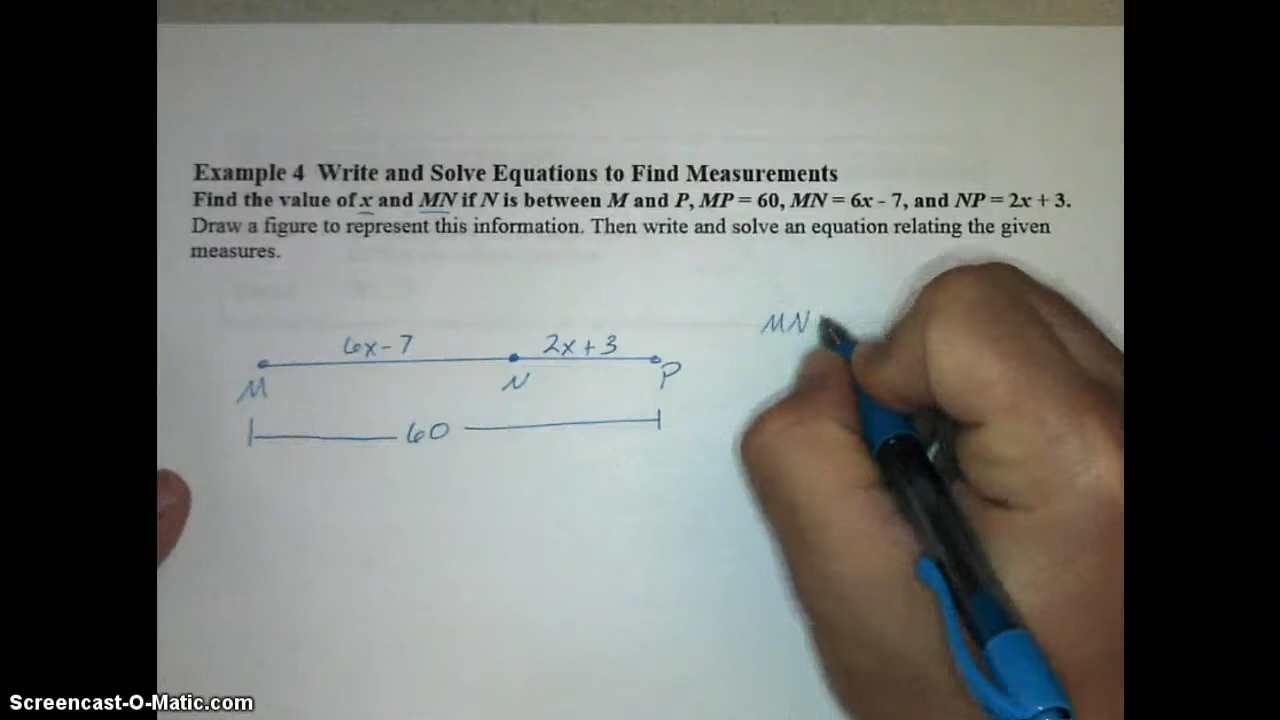 Example 4 Write and Solve Equations to Find Measurements
Find the value of x and MN if N is between M and P, MP = 60, MN = 6x - 7, and NP = 2x + 3.
Draw a figure to represent this information. Then write and solve an equation relating the given
measures.
MN
6x - 7 2x + 3
M N P
60
Screencast-O-Matic.com